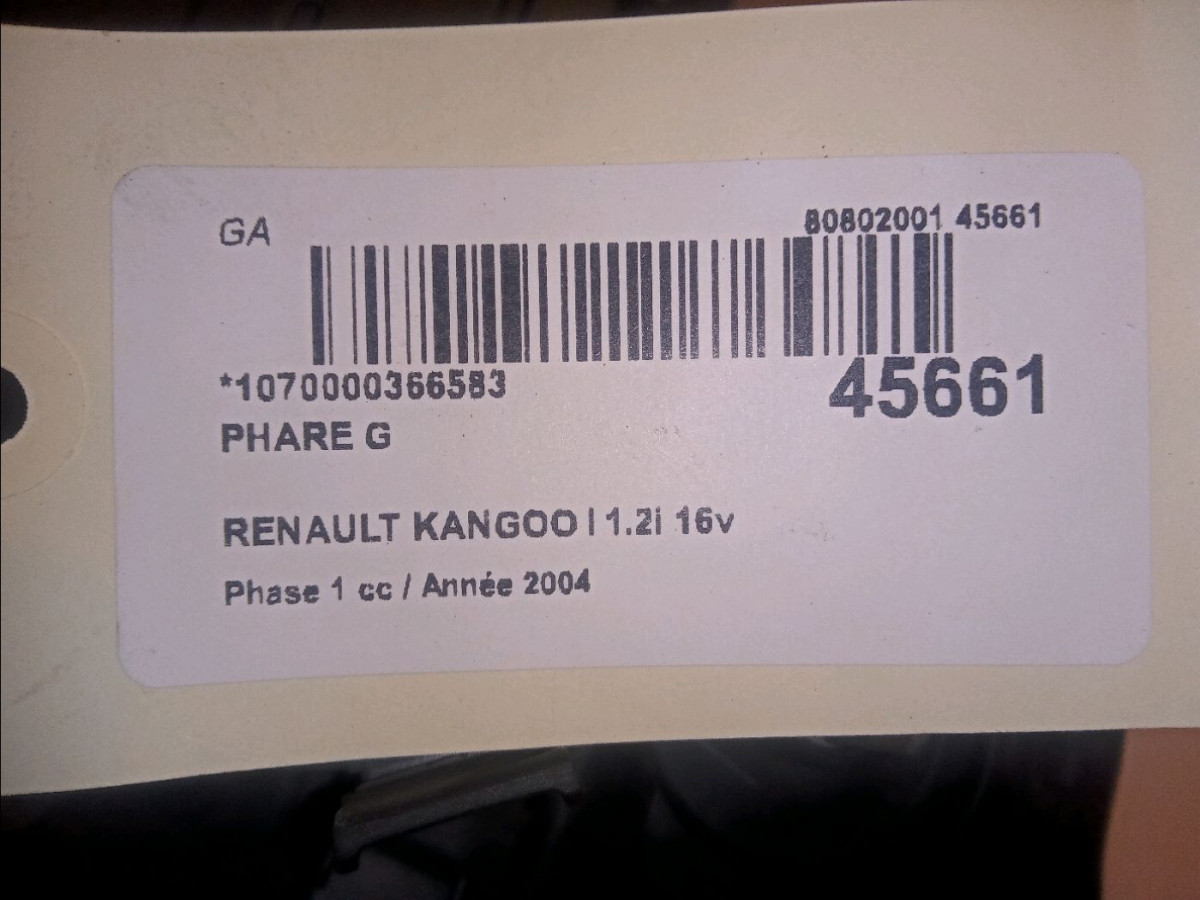 GA
80802001 45661
*1070000366583
45661
PHARE G
RENAULT KANGOO I 1.2i 16v
Phase 1 cc / Année 2004